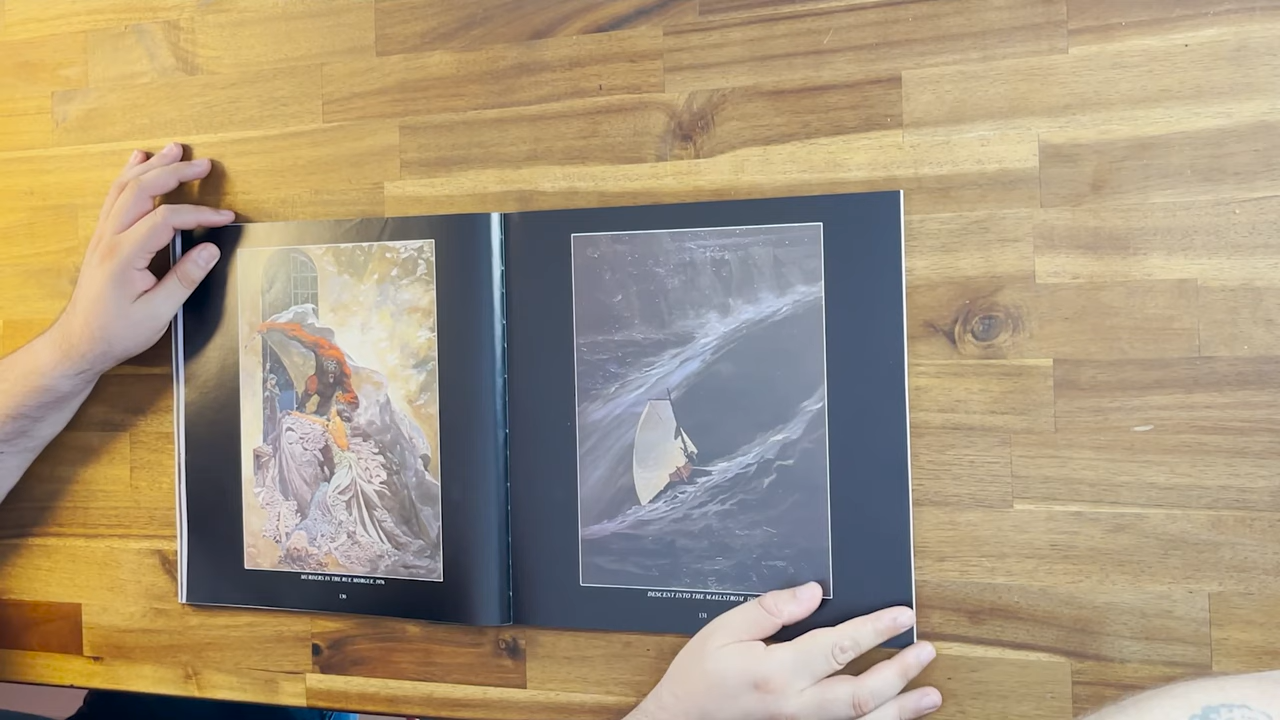 MURDERS IN THE RUE MORGUE, 1976
130
DESCENT INTO THE MAELSTROM
131